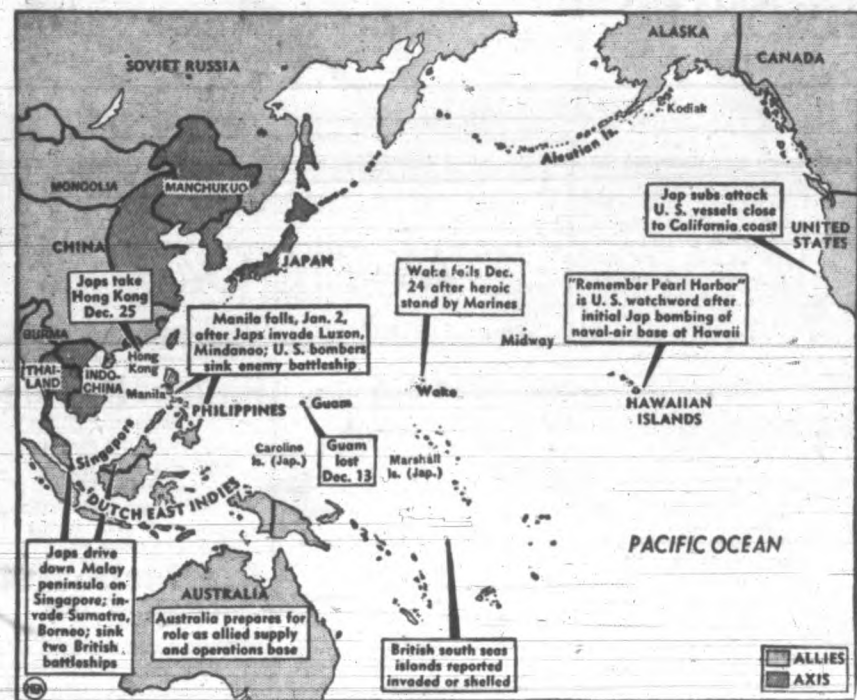 ALASKA
CANADA
SOVIET RUSSIA
Kodiak
Aleutian Is.
MONGOLIA
MANCHUKUO
Jap subs attack
U. S. vessels close
to California coast
UNITED
STATES
CHINA
JAPAN
Japs take
Hong Kong
Dec. 25
Wake falls Dec.
24 after heroic
stand by Marines
"Remember Pearl Harbor"
is U. S. watchword after
initial Jap bombing of
naval-air base at Hawaii
Manila falls, Jan. 2,
after Japs invade Luzon,
Mindanao; U. S. bombers
sink enemy battleship
BURMA
Midway
Hong
Kong
THAI-
LAND
INDO-
CHINA
Manila
Wake
HAWAIIAN
ISLANDS
PHILIPPINES
Guam
Singapore
Caroline
Is. (Jap.)
Guam
lost
Dec. 13
Marshall
Is. (Jap.)
DUTCH EAST INDIES
PACIFIC OCEAN
Japs drive
down Malay
peninsula on
Singapore; in-
vade Sumatra,
Borneo; sink
two British
battleships
AUSTRALIA
Australia prepares for
role as allied supply
and operations base
British south seas
islands reported
invaded or shelled
ALLIES
AXIS
NEA